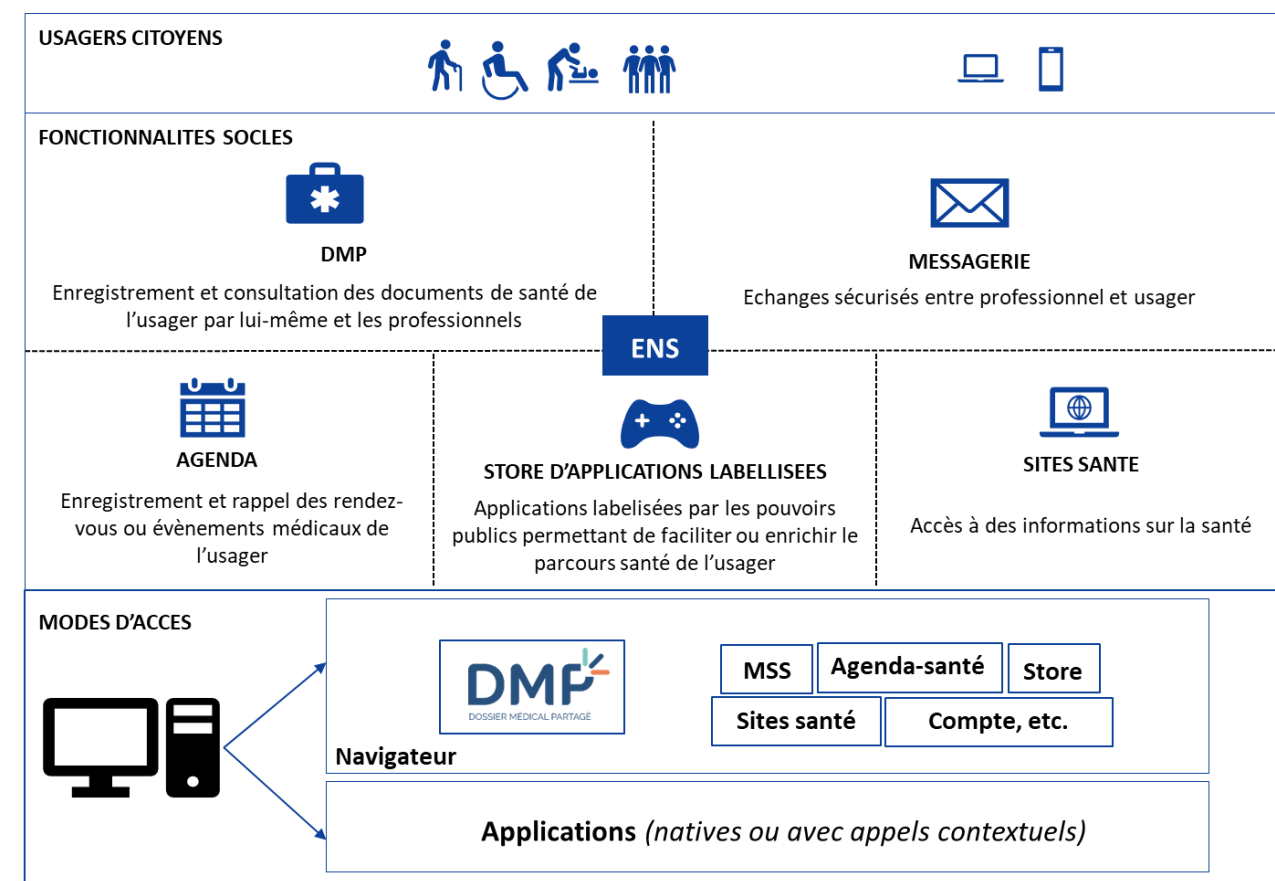 USAGERS CITOYENS
FONCTIONNALITES SOCLES
DMP
Enregistrement et consultation des documents de santé de
l’usager par lui-même et les professionnels
MESSAGERIE
Echanges sécurisés entre professionnel et usager
ENS
AGENDA
Enregistrement et rappel des rendez-
vous ou évènements médicaux de
l’usager
STORE D’APPLICATIONS LABELLISEES
Applications labelisées par les pouvoirs
publics permettant de faciliter ou enrichir le
parcours santé de l’usager
SITES SANTE
Accès à des informations sur la santé
MODES D’ACCES
DMP
DOSSIER MÉDICAL PARTAGÉ
MSS
Agenda-santé
Store
Sites santé
Compte, etc.
Navigateur
Applications (natives ou avec appels contextuels)